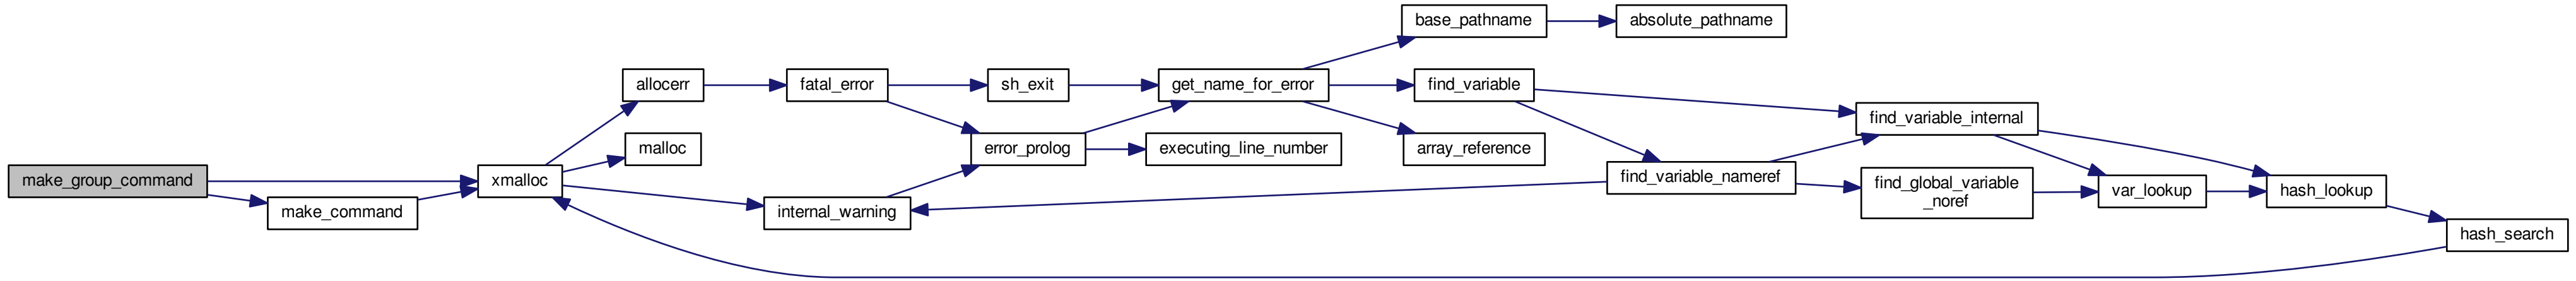 make_group_command
make_command
xmalloc
allocerr
malloc
internal_warning
fatal_error
sh_exit
error_prolog
get_name_for_error
executing_line_number
base_pathname
absolute_pathname
find_variable
array_reference
find_variable_nameref
find_variable_internal
find_global_variable
_noref
var_lookup
hash_lookup
hash_search